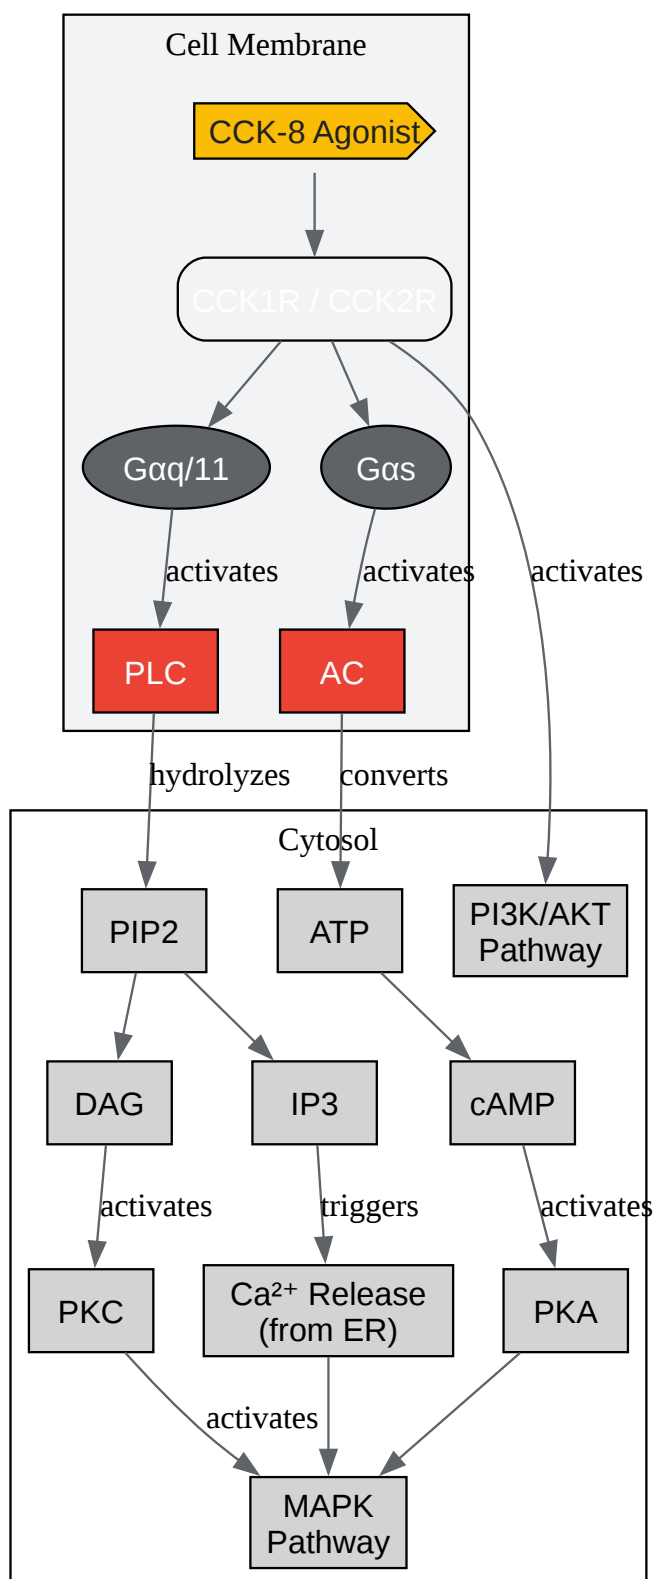 Cell Membrane
CCK-8 Agonist
CCK1R / CCK2R
Gαq/11
Gαs
activates
activates
activates
PLC
AC
hydrolyzes
converts
Cytosol
PIP2
ATP
PI3K/AKT
Pathway
DAG
IP3
cAMP
activates
triggers
activates
PKC
Ca²⁺ Release
(from ER)
PKA
activates
MAPK
Pathway